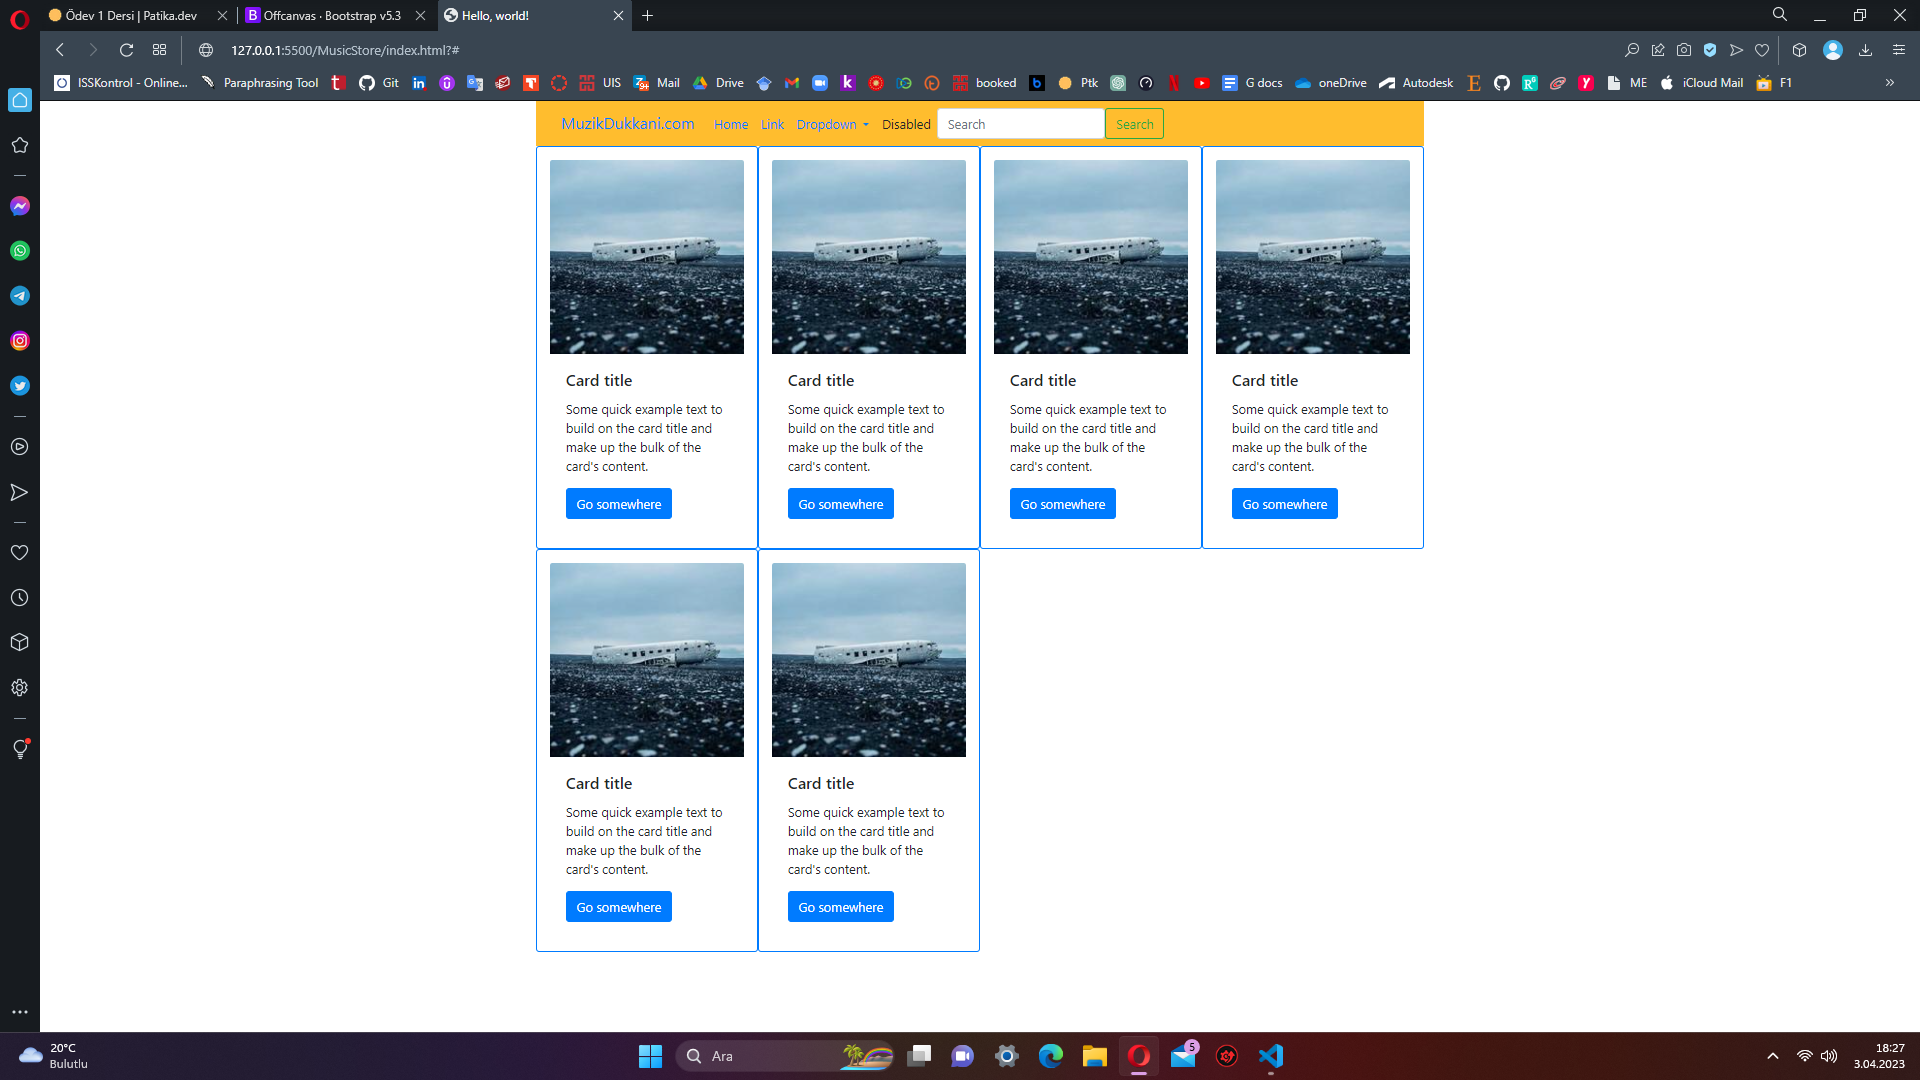 Ödev 1 Dersi | Patika.dev
Offcanvas · Bootstrap v5.3
Hello, world!
127.0.0.1:5500/MusicStore/index.html?#
ISSKontrol - Online...
Paraphrasing Tool
Git
UIS
Mail
Drive
booked
Ptk
G docs
oneDrive
Autodesk
ME
iCloud Mail
F1
MuzikDukkani.com
Home
Link
Dropdown
Disabled
Search
Search
Card title
Some quick example text to
build on the card title and
make up the bulk of the
card's content.
Go somewhere
Card title
Some quick example text to
build on the card title and
make up the bulk of the
card's content.
Go somewhere
Card title
Some quick example text to
build on the card title and
make up the bulk of the
card's content.
Go somewhere
Card title
Some quick example text to
build on the card title and
make up the bulk of the
card's content.
Go somewhere
Card title
Some quick example text to
build on the card title and
make up the bulk of the
card's content.
Go somewhere
Card title
Some quick example text to
build on the card title and
make up the bulk of the
card's content.
Go somewhere
20°C
Bulutlu
Ara
5
18:27
3.04.2023